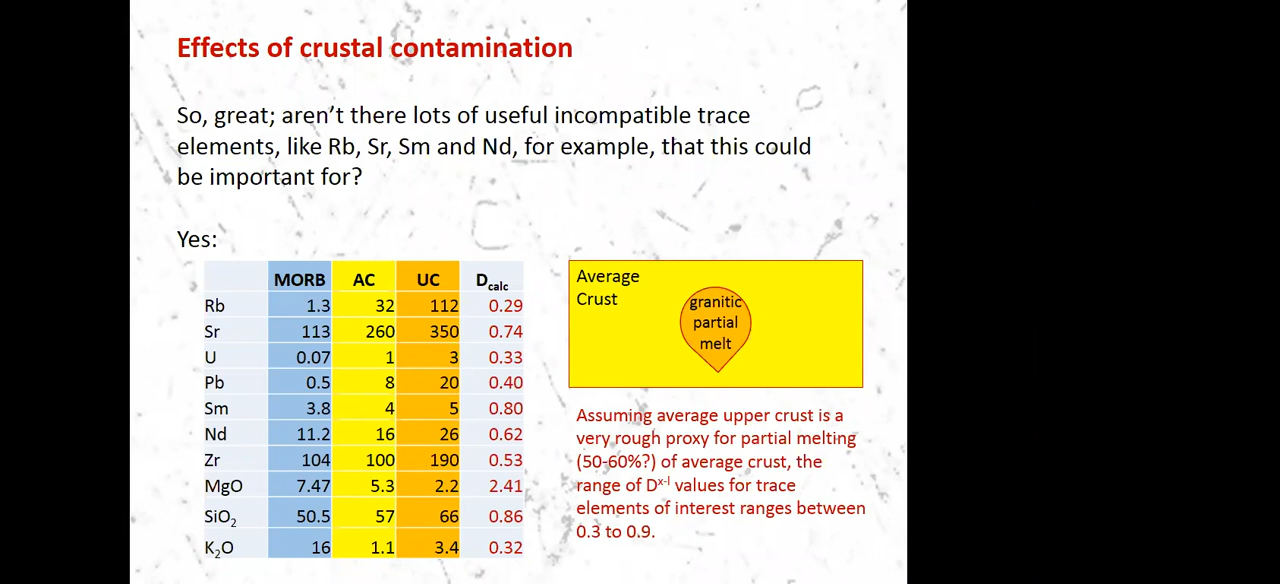 Effects of crustal contamination
So, great; aren't there lots of useful incompatible trace
elements, like Rb, Sr, Sm and Nd, for example, that this could
be important for?
Yes:
MORB AC UC Dcalc
Rb 1.3 32 112 0.29
Sr 113 260 350 0.74
U 0.07 1 3 0.33
Pb 0.5 8 20 0.40
Sm 3.8 4 5 0.80
Nd 11.2 16 26 0.62
Zr 104 100 190 0.53
MgO 7.47 5.3 2.2 2.41
SiO2 50.5 57 66 0.86
K2O 16 1.1 3.4 0.32
Average
Crust
granitic
partial
melt
Assuming average upper crust is a
very rough proxy for partial melting
(50-60%?) of average crust, the
range of Dx-l values for trace
elements of interest ranges between
0.3 to 0.9.